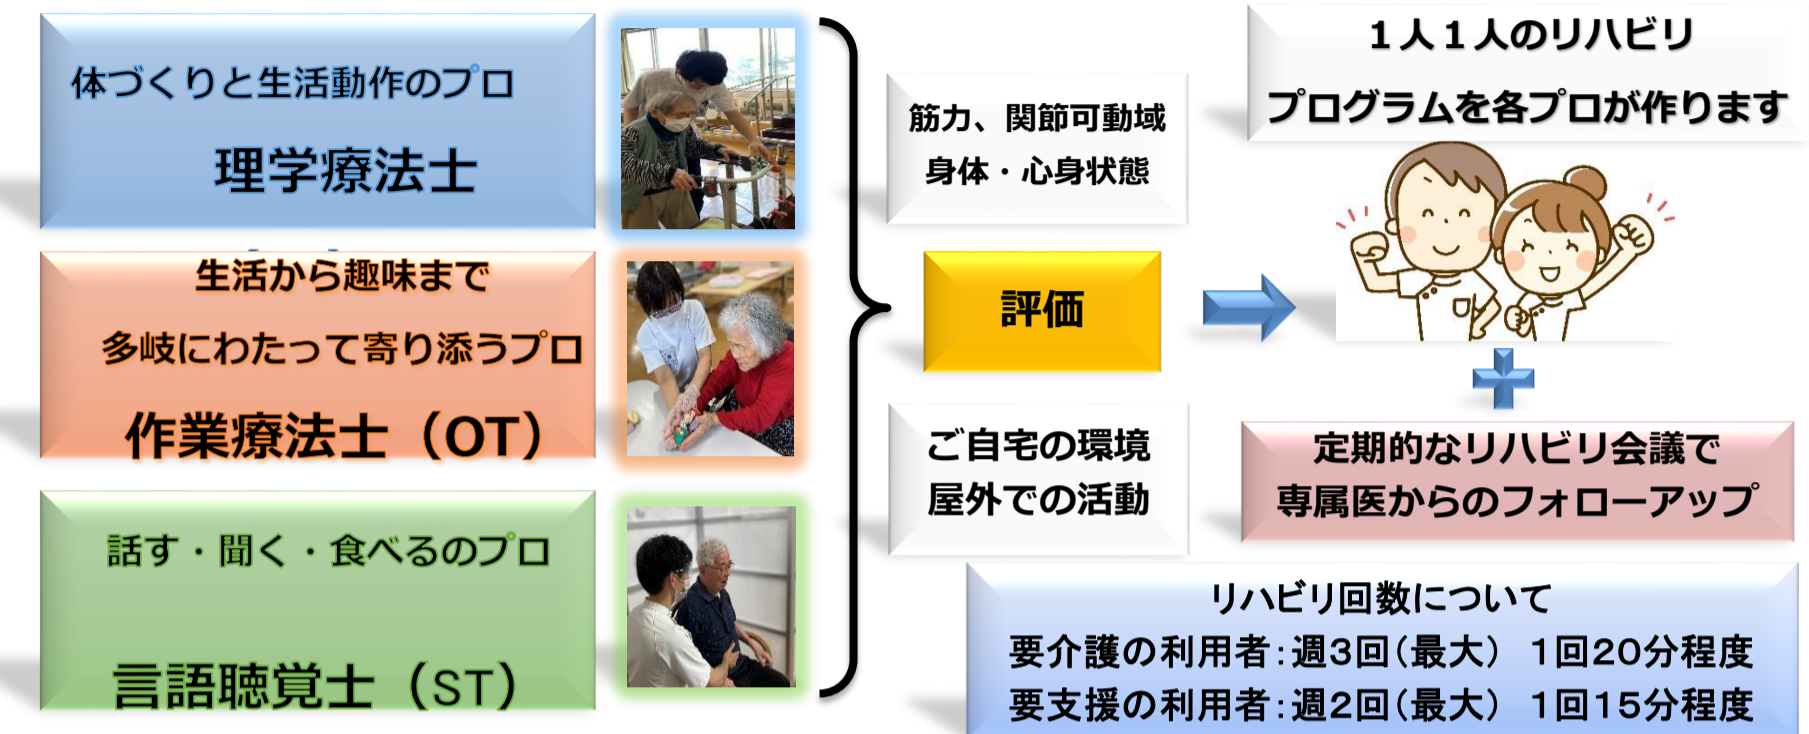 体づくりと生活動作のプロ
理学療法士
生活から趣味まで
多岐にわたって寄り添うプロ
作業療法士（OT）
話す・聞く・食べるのプロ
言語聴覚士（ST）
筋力、関節可動域
身体・心身状態
評価
ご自宅の環境
屋外での活動
１人１人のリハビリ
プログラムを各プロが作ります
定期的なリハビリ会議で
専属医からのフォローアップ
リハビリ回数について
要介護の利用者：週3回（最大） 1回20分程度
要支援の利用者：週2回（最大） 1回15分程度